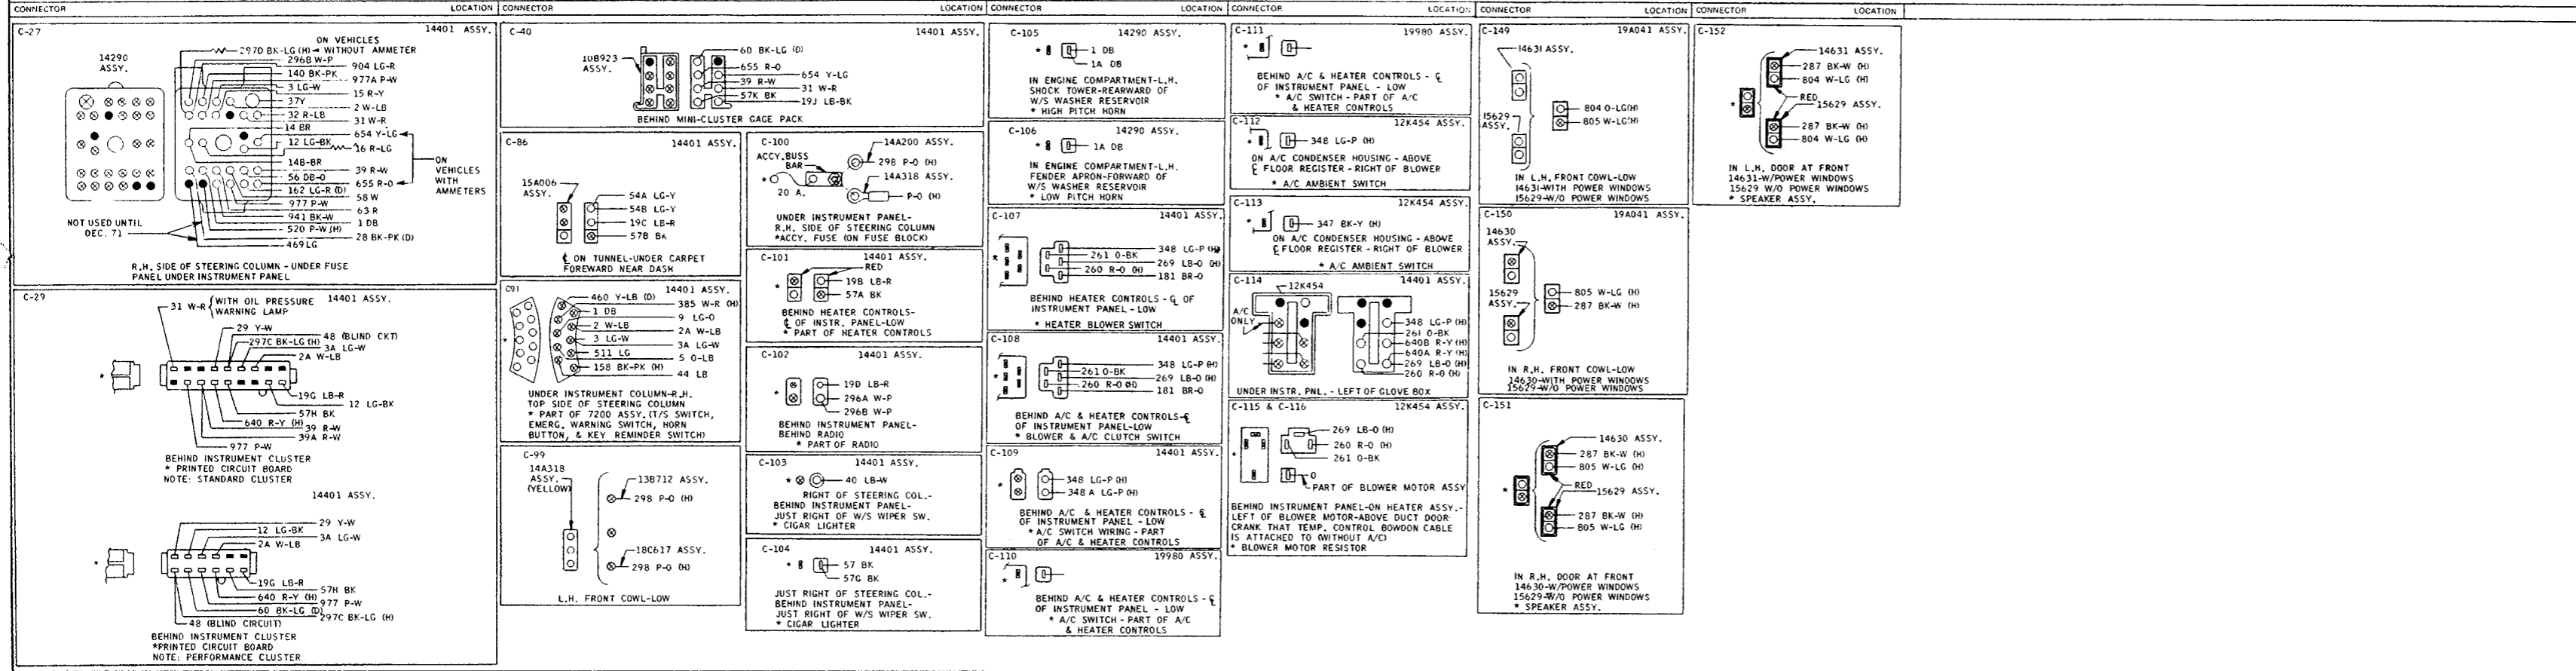 CONNECTOR LOCATION
CONNECTOR LOCATION
CONNECTOR LOCATION
CONNECTOR LOCATION
CONNECTOR LOCATION
CONNECTOR LOCATION
C-27 14401 ASSY.
14290
ASSY.
ON VEHICLES
297D BK-LG (H) WITHOUT AMMETER
296B W-P
904 LG-R
140 BK-PK
977A P-W
3 LG-W
15 R-Y
37Y
2 W-LB
32 R-LB
31 W-R
14 BR
654 Y-LG
12 LG-BK
16 R-LG
14B-BR
ON
VEHICLES
WITH
AMMETERS
39 R-W
56 DB-O
655 R-O
162 LG-R (D)
58 W
977 P-W
63 R
941 BK-W
1 DB
520 P-W(H)
28 BK-PK(D)
469LG
NOT USED UNTIL
DEC. 71
R.H. SIDE OF STEERING COLUMN - UNDER FUSE
PANEL UNDER INSTRUMENT PANEL
C-29 14401 ASSY.
31 W-R WITH OIL PRESSURE
WARNING LAMP
29 Y-W
48 (BLIND CKT)
297C BK-LG (H)
3A LG-W
2A W-LB
*
19G LB-R
12 LG-BK
57H BK
640 R-Y (H)
39 R-W
39A R-W
977 P-W
BEHIND INSTRUMENT CLUSTER
* PRINTED CIRCUIT BOARD
NOTE: STANDARD CLUSTER
14401 ASSY.
29 Y-W
12 LG-BK
3A LG-W
2A W-LB
*
19G LB-R
57H BK
640 R-Y (H)
977 P-W
60 BK-LG (D)
297C BK-LG (H)
48 (BLIND CIRCUIT)
BEHIND INSTRUMENT CLUSTER
*PRINTED CIRCUIT BOARD
NOTE: PERFORMANCE CLUSTER
C-40 14401 ASSY.
10B923
ASSY.
60 BK-LG (D)
655 R-O
654 Y-LG
39 R-W
31 W-R
57K BK
19J LB-BK
BEHIND MINI-CLUSTER GAGE PACK
C-86 14401 ASSY.
15A006
ASSY.
54A LG-Y
54B LG-Y
19C LB-R
57B BK
℄ ON TUNNEL-UNDER CARPET
FOREWARD NEAR DASH
C91 14401 ASSY.
460 Y-LB (D)
385 W-R (H)
1 DB
9 LG-O
2 W-LB
2A W-LB
3 LG-W
3A LG-W
511 LG
5 O-LB
158 BK-PK (H)
44 LB
*
UNDER INSTRUMENT COLUMN-R.H.
TOP SIDE OF STEERING COLUMN
* PART OF 7200 ASSY.(T/S SWITCH,
EMERG. WARNING SWITCH, HORN
BUTTON, & KEY REMINDER SWITCH)
C-99
14A318
ASSY.
(YELLOW)
13B712 ASSY.
298 P-O (H)
18C617 ASSY.
298 P-O (H)
L.H. FRONT COWL-LOW
C-100 14A200 ASSY.
ACCY.BUSS
BAR
298 P-O (H)
14A318 ASSY.
*
20 A.
P-O (H)
UNDER INSTRUMENT PANEL-
R.H. SIDE OF STEERING COLUMN
*ACCY. FUSE (ON FUSE BLOCK)
C-101 14401 ASSY.
RED
19B LB-R
57A BK
*
BEHIND HEATER CONTROLS-
℄ OF INSTR. PANEL-LOW
* PART OF HEATER CONTROLS
C-102 14401 ASSY.
19D LB-R
296A W-P
296B W-P
*
BEHIND INSTRUMENT PANEL-
BEHIND RADIO
* PART OF RADIO
C-103 14401 ASSY.
* 40 LB-W
RIGHT OF STEERING COL.-
BEHIND INSTRUMENT PANEL-
JUST RIGHT OF W/S WIPER SW.
* CIGAR LIGHTER
C-104 14401 ASSY.
* 57 BK
57G BK
JUST RIGHT OF STEERING COL.-
BEHIND INSTRUMENT PANEL-
JUST RIGHT OF W/S WIPER SW.
* CIGAR LIGHTER
C-105 14290 ASSY.
* 1 DB
1A DB
IN ENGINE COMPARTMENT-L.H.
SHOCK TOWER-REARWARD OF
W/S WASHER RESERVOIR
* HIGH PITCH HORN
C-106 14290 ASSY.
* 1A DB
IN ENGINE COMPARTMENT-L.H.
FENDER APRON-FORWARD OF
W/S WASHER RESERVOIR
* LOW PITCH HORN
C-107 14401 ASSY.
348 LG-P (H)
261 O-BK
269 LB-O (H)
260 R-O (H)
181 BR-O
*
BEHIND HEATER CONTROLS - ℄ OF
INSTRUMENT PANEL - LOW
* HEATER BLOWER SWITCH
C-108 14401 ASSY.
348 LG-P (H)
261 O-BK
269 LB-O (H)
260 R-O (H)
181 BR-O
*
BEHIND A/C & HEATER CONTROLS-℄
OF INSTRUMENT PANEL-LOW
* BLOWER & A/C CLUTCH SWITCH
C-109 14401 ASSY.
348 LG-P (H)
348 A LG-P (H)
*
BEHIND A/C & HEATER CONTROLS - ℄
OF INSTRUMENT PANEL - LOW
* A/C SWITCH WIRING - PART
OF A/C & HEATER CONTROLS
C-110 19980 ASSY.
*
BEHIND A/C & HEATER CONTROLS - ℄
OF INSTRUMENT PANEL - LOW
* A/C SWITCH - PART OF A/C
& HEATER CONTROLS
C-111 19980 ASSY.
*
BEHIND A/C & HEATER CONTROLS - ℄
OF INSTRUMENT PANEL - LOW
* A/C SWITCH - PART OF A/C
& HEATER CONTROLS
C-112 12K454 ASSY.
* 348 LG-P (H)
ON A/C CONDENSER HOUSING - ABOVE
℄ FLOOR REGISTER - RIGHT OF BLOWER
* A/C AMBIENT SWITCH
C-113 12K454 ASSY.
* 347 BK-Y (H)
ON A/C CONDENSER HOUSING - ABOVE
℄ FLOOR REGISTER - RIGHT OF BLOWER
* A/C AMBIENT SWITCH
C-114 14401 ASSY.
12K454
A/C
ONLY
348 LG-P (H)
261 O-BK
640B R-Y (H)
640A R-Y (H)
269 LB-O (H)
260 R-O (H)
UNDER INSTR. PNL. - LEFT OF GLOVE BOX
C-115 & C-116 12K454 ASSY.
269 LB-O (H)
260 R-O (H)
261 O-BK
*
O
PART OF BLOWER MOTOR ASSY
BEHIND INSTRUMENT PANEL-ON HEATER ASSY.-
LEFT OF BLOWER MOTOR-ABOVE DUCT DOOR-
CRANK THAT TEMP. CONTROL BOWDON CABLE
IS ATTACHED TO (WITHOUT A/C)
* BLOWER MOTOR RESISTOR
C-149 19A041 ASSY.
14631 ASSY.
15629
ASSY.
804 O-LG(H)
805 W-LG(H)
IN L.H. FRONT COWL-LOW
14631-WITH POWER WINDOWS
15629-W/O POWER WINDOWS
C-150 19A041 ASSY.
14630
ASSY.
15629
ASSY.
805 W-LG (H)
287 BK-W (H)
IN R.H. FRONT COWL-LOW
14630-WITH POWER WINDOWS
15629-W/O POWER WINDOWS
C-151
14630 ASSY.
287 BK-W (H)
805 W-LG (H)
*
RED
15629 ASSY.
287 BK-W (H)
805 W-LG (H)
IN R.H. DOOR AT FRONT
14630-W/POWER WINDOWS
15629-W/O POWER WINDOWS
* SPEAKER ASSY.
C-152
14631 ASSY.
287 BK-W (H)
804 W-LG (H)
*
RED
15629 ASSY.
287 BK-W (H)
804 W-LG (H)
IN L.H. DOOR AT FRONT
14631-W/POWER WINDOWS
15629 W/O POWER WINDOWS
* SPEAKER ASSY.